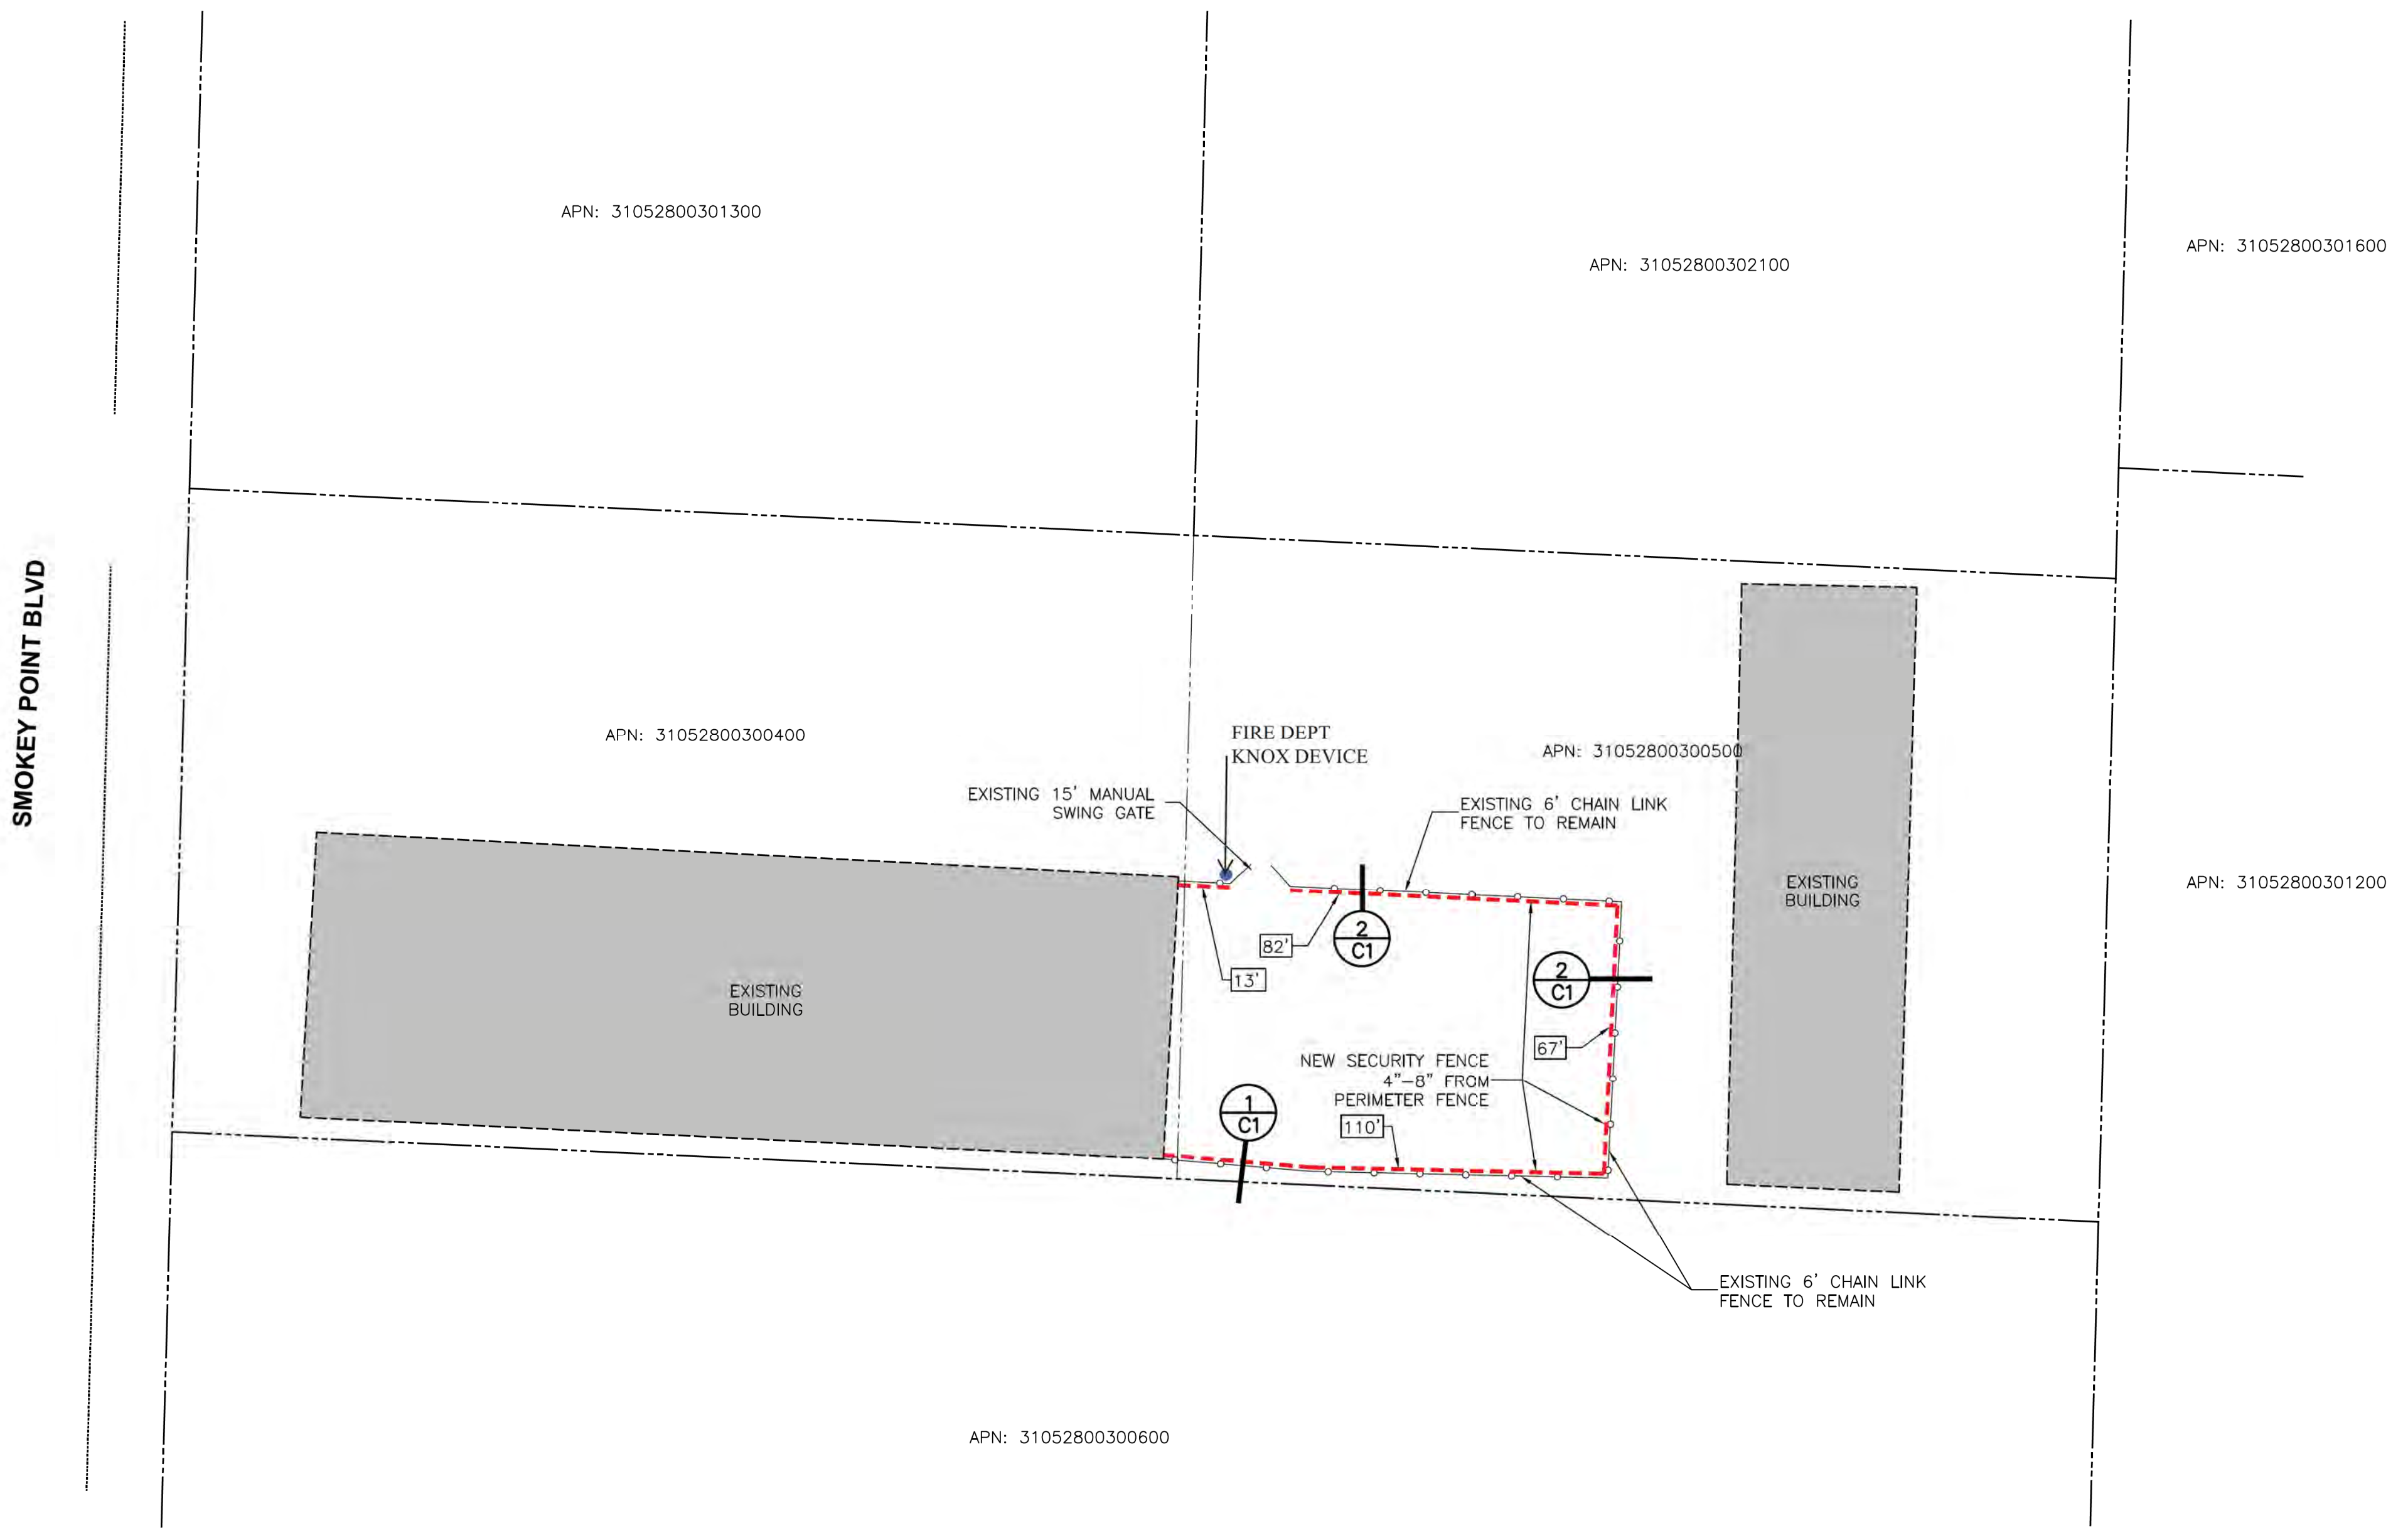 APN: 31052800301300
APN: 31052800302100
APN: 31052800301600
SMOKEY POINT BLVD
APN: 31052800300400
FIRE DEPT
KNOX DEVICE
APN: 31052800300500
EXISTING 15' MANUAL
SWING GATE
EXISTING 6' CHAIN LINK
FENCE TO REMAIN
EXISTING
BUILDING
APN: 31052800301200
82'
2
C1
13'
2
C1
EXISTING
BUILDING
67'
NEW SECURITY FENCE
4"-8" FROM
PERIMETER FENCE
1
C1
110'
EXISTING 6' CHAIN LINK
FENCE TO REMAIN
APN: 31052800300600